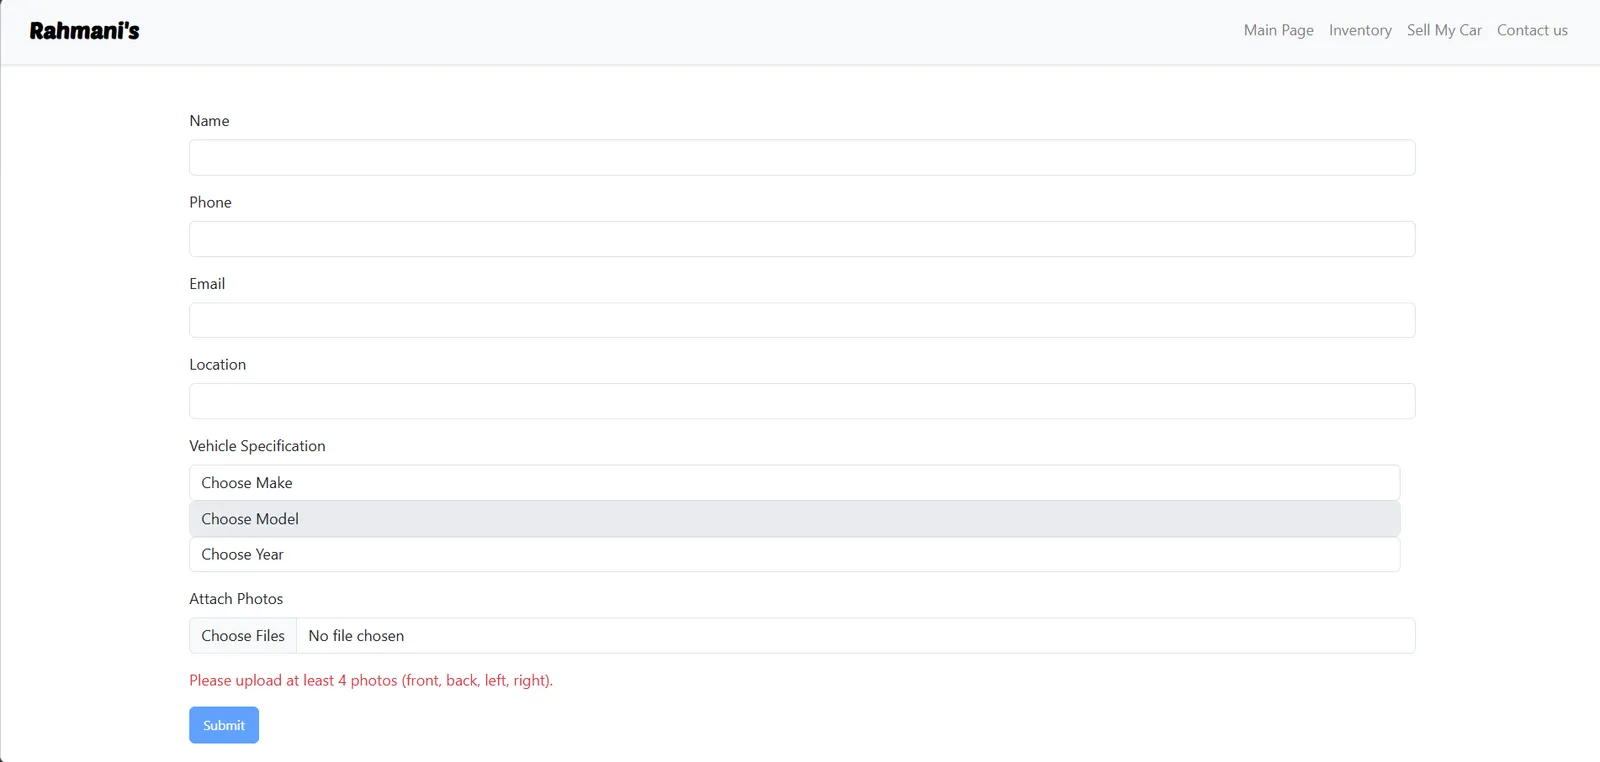 Rahmani's
Main Page Inventory Sell My Car Contact us
Name
Phone
Email
Location
Vehicle Specification
Choose Make
Choose Model
Choose Year
Attach Photos
Choose Files No file chosen
Please upload at least 4 photos (front, back, left, right).
Submit